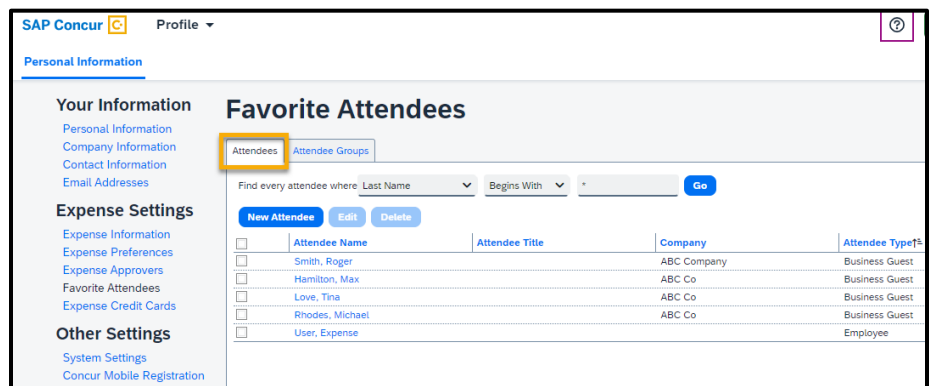 SAP Concur C Profile
Personal Information
Your Information
Personal Information
Company Information
Contact Information
Email Addresses
Expense Settings
Expense Information
Expense Preferences
Expense Approvers
Favorite Attendees
Expense Credit Cards
Other Settings
System Settings
Concur Mobile Registration
Favorite Attendees
Attendees Attendee Groups
Find every attendee where Last Name Begins With * Go
New Attendee Edit Delete
Attendee Name Attendee Title Company Attendee Type
Smith, Roger ABC Company Business Guest
Hamilton, Max ABC Co Business Guest
Love, Tina ABC Co Business Guest
Rhodes, Michael ABC Co Business Guest
User, Expense Employee